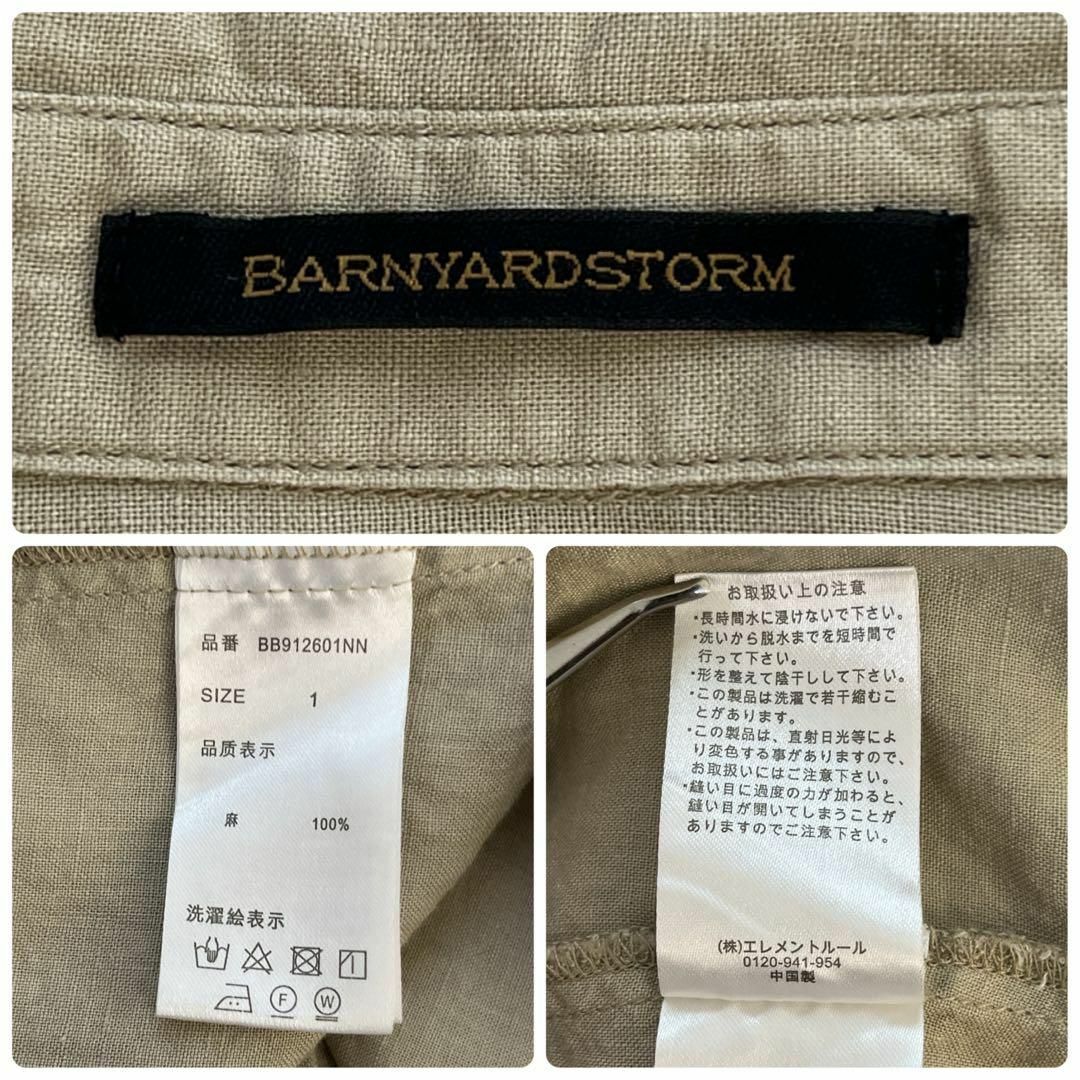 BARNYARDSTORM
品番 BB912601NN
SIZE 1
品质表示
麻 100%
洗濯絵表示
F W
お取扱い上の注意
・長時間水に浸けないで下さい。
・洗いから脱水までを短時間で
行って下さい。
・形を整えて陰干しして下さい。
・この製品は洗濯で若干縮むこ
とがあります。
・この製品は、直射日光等によ
り変色する事がありますので、
お取扱いにはご注意下さい。
・縫い目に過度の力が加わると、
縫い目が開いてしまうことが
ありますのでご注意下さい。
(株)エレメントルール
0120-941-954
中国製